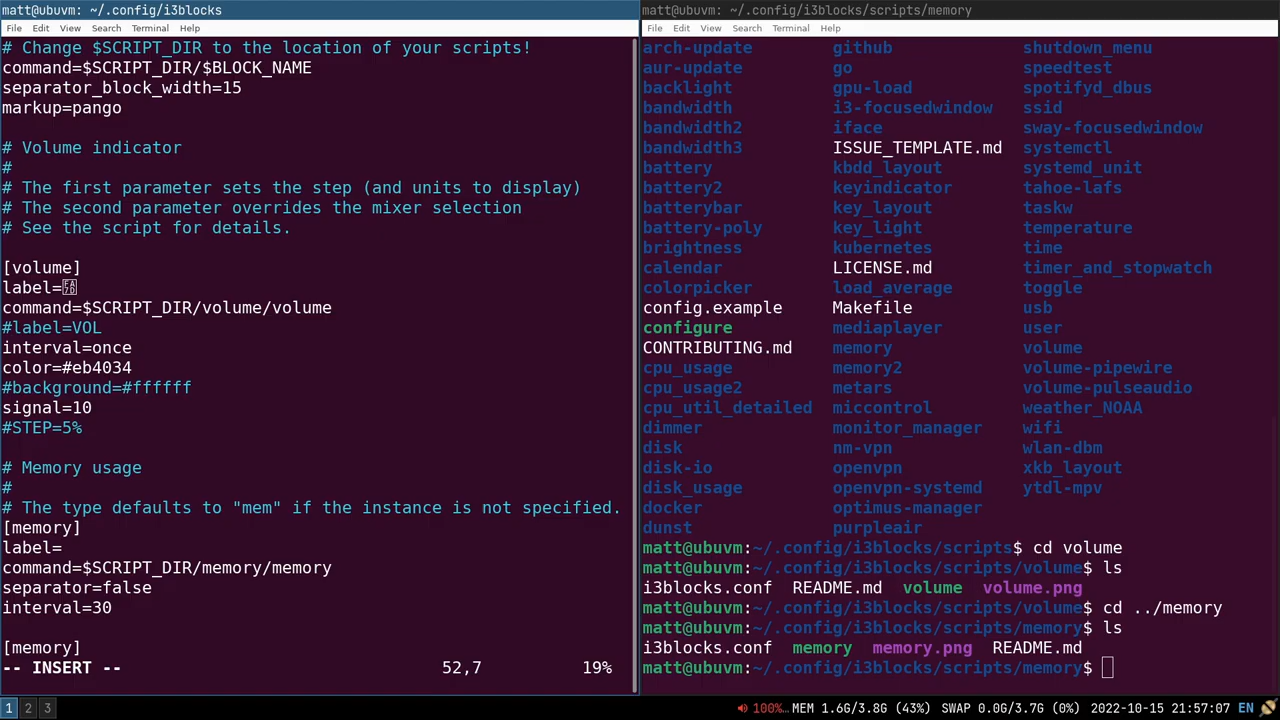 matt@ubuvm: ~/.config/i3blocks
File Edit View Search Terminal Help
# Change $SCRIPT_DIR to the location of your scripts!
command=$SCRIPT_DIR/$BLOCK_NAME
separator_block_width=15
markup=pango
# Volume indicator
#
# The first parameter sets the step (and units to display)
# The second parameter overrides the mixer selection
# See the script for details.
[volume]
label=
command=$SCRIPT_DIR/volume/volume
#label=VOL
interval=once
color=#eb4034
#background=#ffffff
signal=10
#STEP=5%
# Memory usage
#
# The type defaults to "mem" if the instance is not specified.
[memory]
label=
command=$SCRIPT_DIR/memory/memory
separator=false
interval=30
[memory]
-- INSERT -- 52,7 19%
matt@ubuvm: ~/.config/i3blocks/scripts/memory
File Edit View Search Terminal Help
arch-update github shutdown_menu
aur-update go speedtest
backlight gpu-load spotifyd_dbus
bandwidth i3-focusedwindow ssid
bandwidth2 iface sway-focusedwindow
bandwidth3 ISSUE_TEMPLATE.md systemctl
battery kbdd_layout systemd_unit
battery2 keyindicator tahoe-lafs
batterybar key_layout taskw
battery-poly key_light temperature
brightness kubernetes time
calendar LICENSE.md timer_and_stopwatch
colorpicker load_average toggle
config.example Makefile usb
configure mediaplayer user
CONTRIBUTING.md memory volume
cpu_usage memory2 volume-pipewire
cpu_usage2 metars volume-pulseaudio
cpu_util_detailed miccontrol weather_NOAA
dimmer monitor_manager wifi
disk nm-vpn wlan-dbm
disk-io openvpn xkb_layout
disk_usage openvpn-systemd ytdl-mpv
docker optimus-manager
dunst purpleair
matt@ubuvm:~/.config/i3blocks/scripts$ cd volume
matt@ubuvm:~/.config/i3blocks/scripts/volume$ ls
i3blocks.conf README.md volume volume.png
matt@ubuvm:~/.config/i3blocks/scripts/volume$ cd ../memory
matt@ubuvm:~/.config/i3blocks/scripts/memory$ ls
i3blocks.conf memory memory.png README.md
matt@ubuvm:~/.config/i3blocks/scripts/memory$
1 2 3 100%… MEM 1.6G/3.8G (43%) SWAP 0.0G/3.7G (0%) 2022-10-15 21:57:07 EN